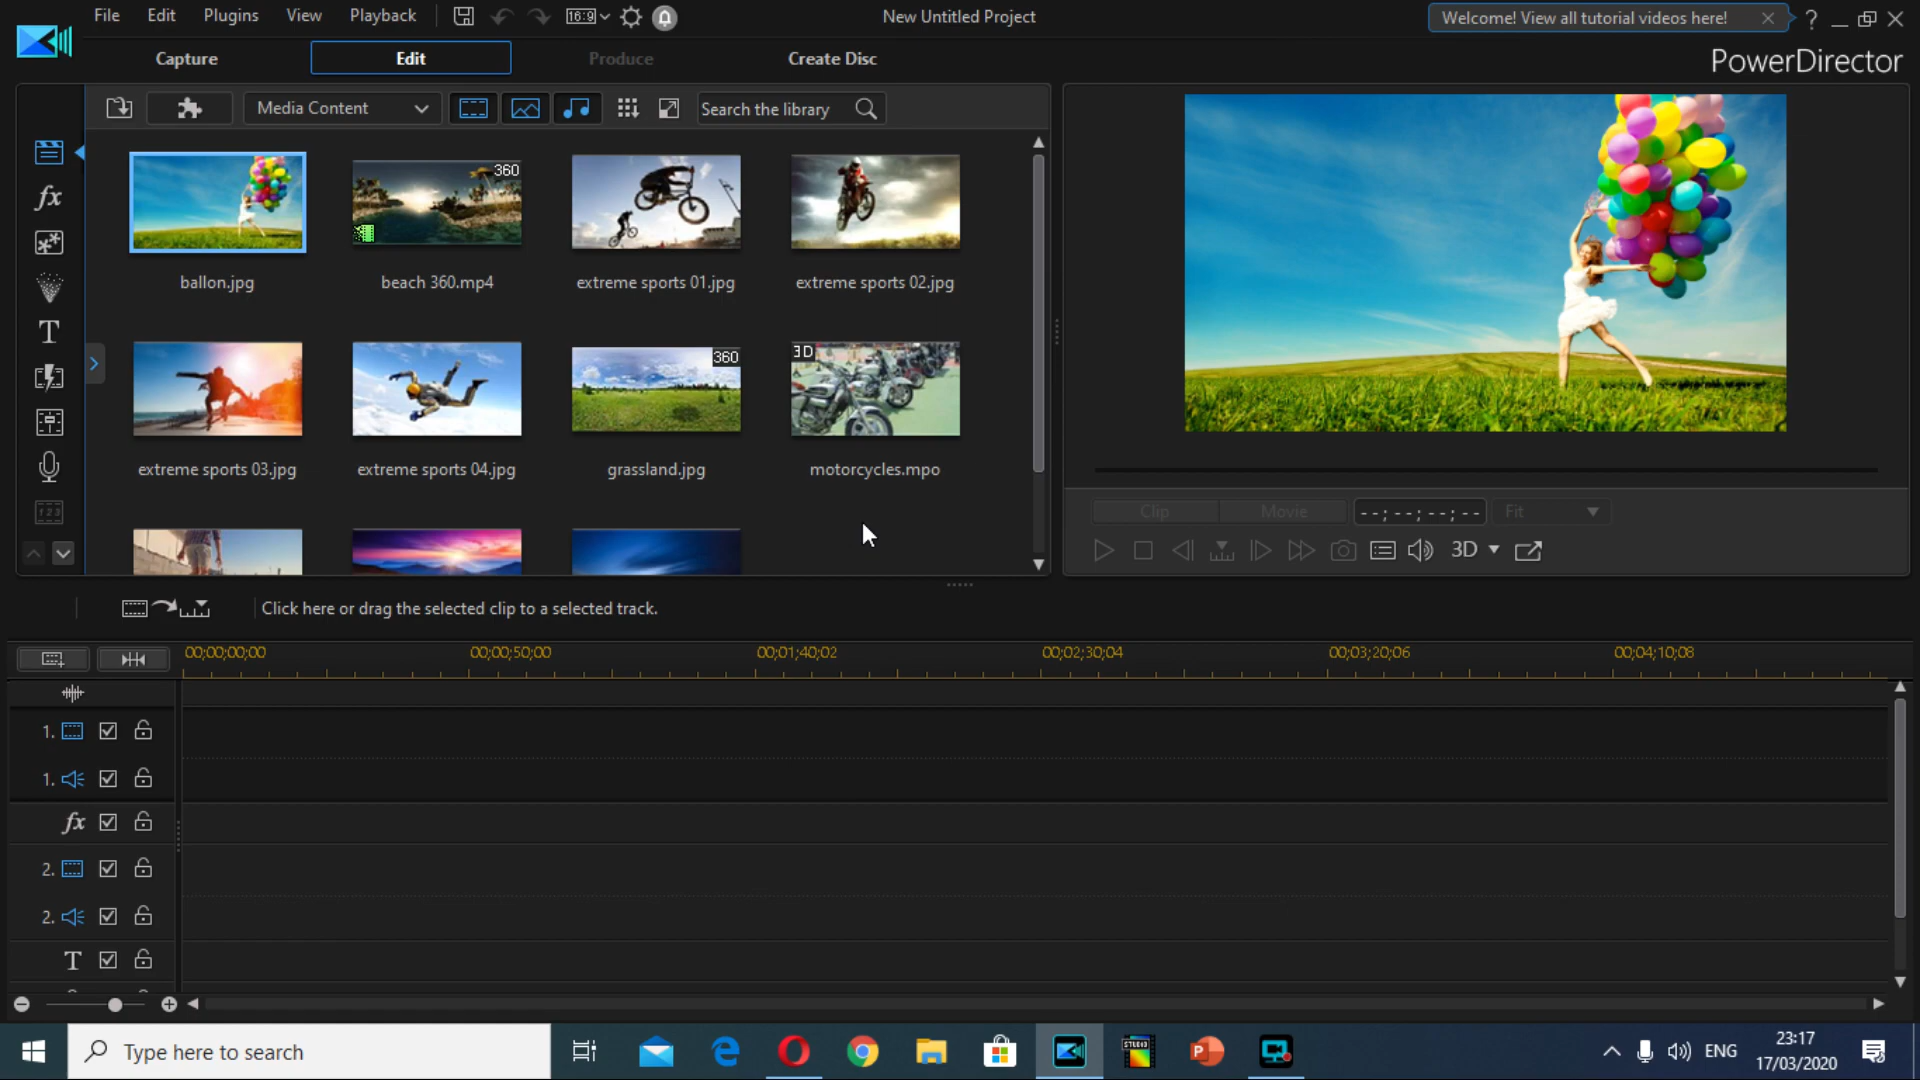 File Edit Plugins View Playback
16:9
New Untitled Project
Welcome! View all tutorial videos here!
?
Capture Edit Produce Create Disc
PowerDirector
Media Content
Search the library
fx
T
360
ballon.jpg beach 360.mp4 extreme sports 01.jpg extreme sports 02.jpg
360 3D
extreme sports 03.jpg extreme sports 04.jpg grassland.jpg motorcycles.mpo
123
Clip Movie --;--;--;-- Fit
3D
Click here or drag the selected clip to a selected track.
00;00;00;00 00;00;50;00 00;01;40;02 00;02;30;04 00;03;20;06 00;04;10;08
1.
1.
fx
2.
2.
T
Type here to search
STUDIO
P
ENG
23:17
17/03/2020